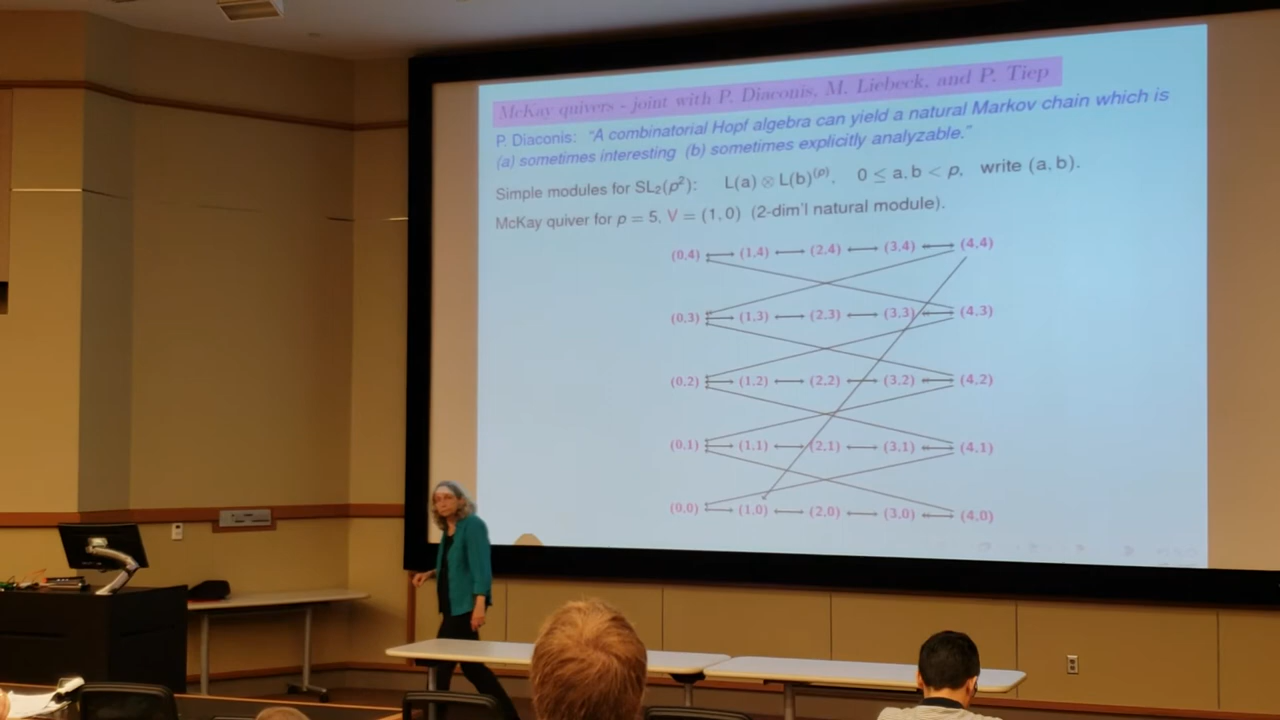 McKay quivers - joint with P. Diaconis, M. Liebeck, and P. Tiep
P. Diaconis: "A combinatorial Hopf algebra can yield a natural Markov chain which is
(a) sometimes interesting (b) sometimes explicitly analyzable."
Simple modules for SL₂(p²): L(a) ⊗ L(b)⁽ᵖ⁾, 0 ≤ a, b < p, write (a, b).
McKay quiver for p = 5, V = (1, 0) (2-dim'l natural module).
(0,4) (1,4) (2,4) (3,4) (4,4)
(0,3) (1,3) (2,3) (3,3) (4,3)
(0,2) (1,2) (2,2) (3,2) (4,2)
(0,1) (1,1) (2,1) (3,1) (4,1)
(0,0) (1,0) (2,0) (3,0) (4,0)